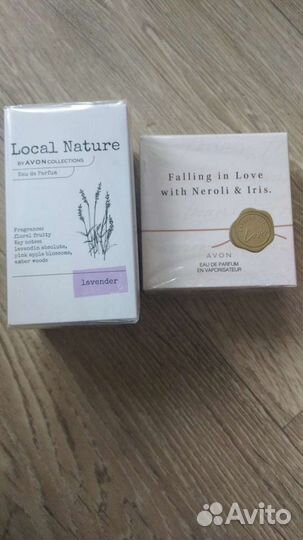 Local Nature
BY AVON COLLECTIONS
Eau de Parfum
Fragrance:
floral fruity
Key notes:
lavandin absolute,
pink apple blossoms,
amber woods
lavender
Falling in Love
with Neroli & Iris.
AVON
EAU DE PARFUM
EN VAPORISATEUR
Avito